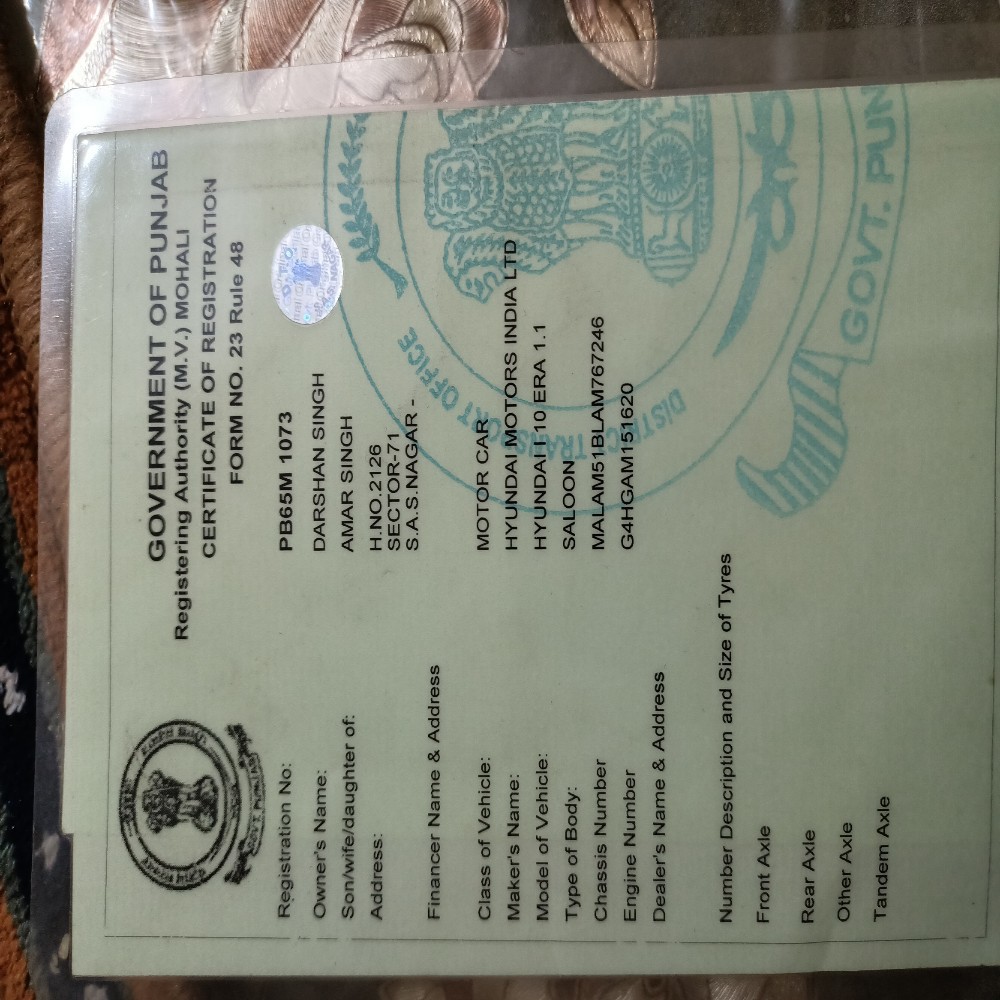 GOVERNMENT OF PUNJAB
Registering Authority (M.V.) MOHALI
CERTIFICATE OF REGISTRATION
FORM NO. 23 Rule 48
Registration No: PB65M 1073
Owner's Name: DARSHAN SINGH
Son/wife/daughter of: AMAR SINGH
Address: H.NO.2126
SECTOR-71
S.A.S.NAGAR -
Financer Name & Address
Class of Vehicle: MOTOR CAR
Maker's Name: HYUNDAI MOTORS INDIA LTD
Model of Vehicle: HYUNDAI I 10 ERA 1.1
Type of Body: SALOON
Chassis Number MALAM51BLAM767246
Engine Number G4HGAM151620
Dealer's Name & Address
Number Description and Size of Tyres
Front Axle
Rear Axle
Other Axle
Tandem Axle
DISTRICT TRANSPORT OFFICE
GOVT. PUN
GOVT. PUNJAB